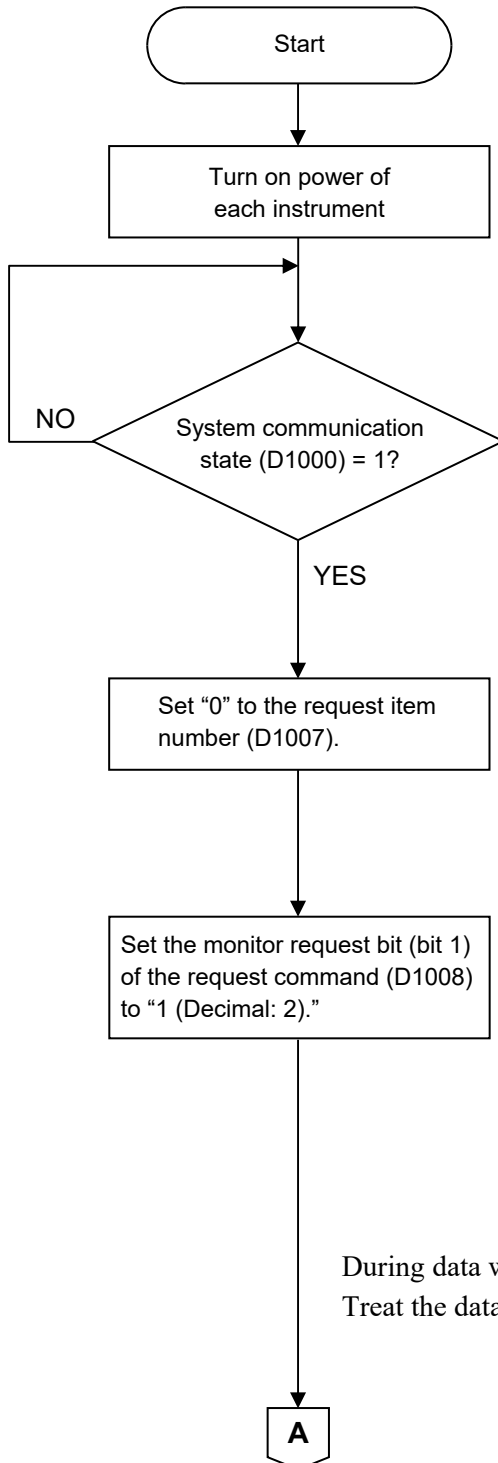 Start
Turn on power of
each instrument
NO
System communication
state (D1000) = 1?
YES
Set “0” to the request item
number (D1007).
Set the monitor request bit (bit 1)
of the request command (D1008)
to “1 (Decimal: 2).”
During data
Treat the data
A